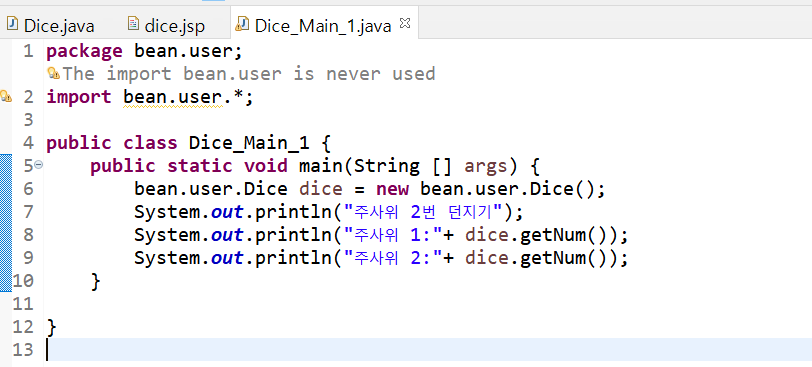 Dice.java dice.jsp Dice_Main_1.java
1 package bean.user;
The import bean.user is never used
2 import bean.user.*;
3
4 public class Dice_Main_1 {
5 public static void main(String [] args) {
6 bean.user.Dice dice = new bean.user.Dice();
7 System.out.println("주사위 2번 던지기");
8 System.out.println("주사위 1:"+ dice.getNum());
9 System.out.println("주사위 2:"+ dice.getNum());
10 }
11
12 }
13